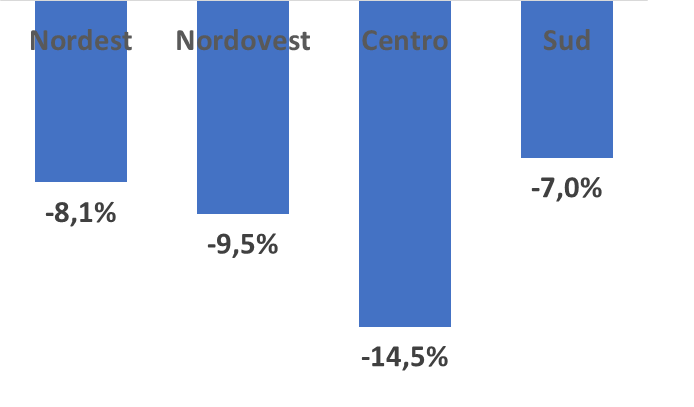 Nordest Nordovest Centro Sud
-7,0%
-8,1%
-9,5%
-14,5%